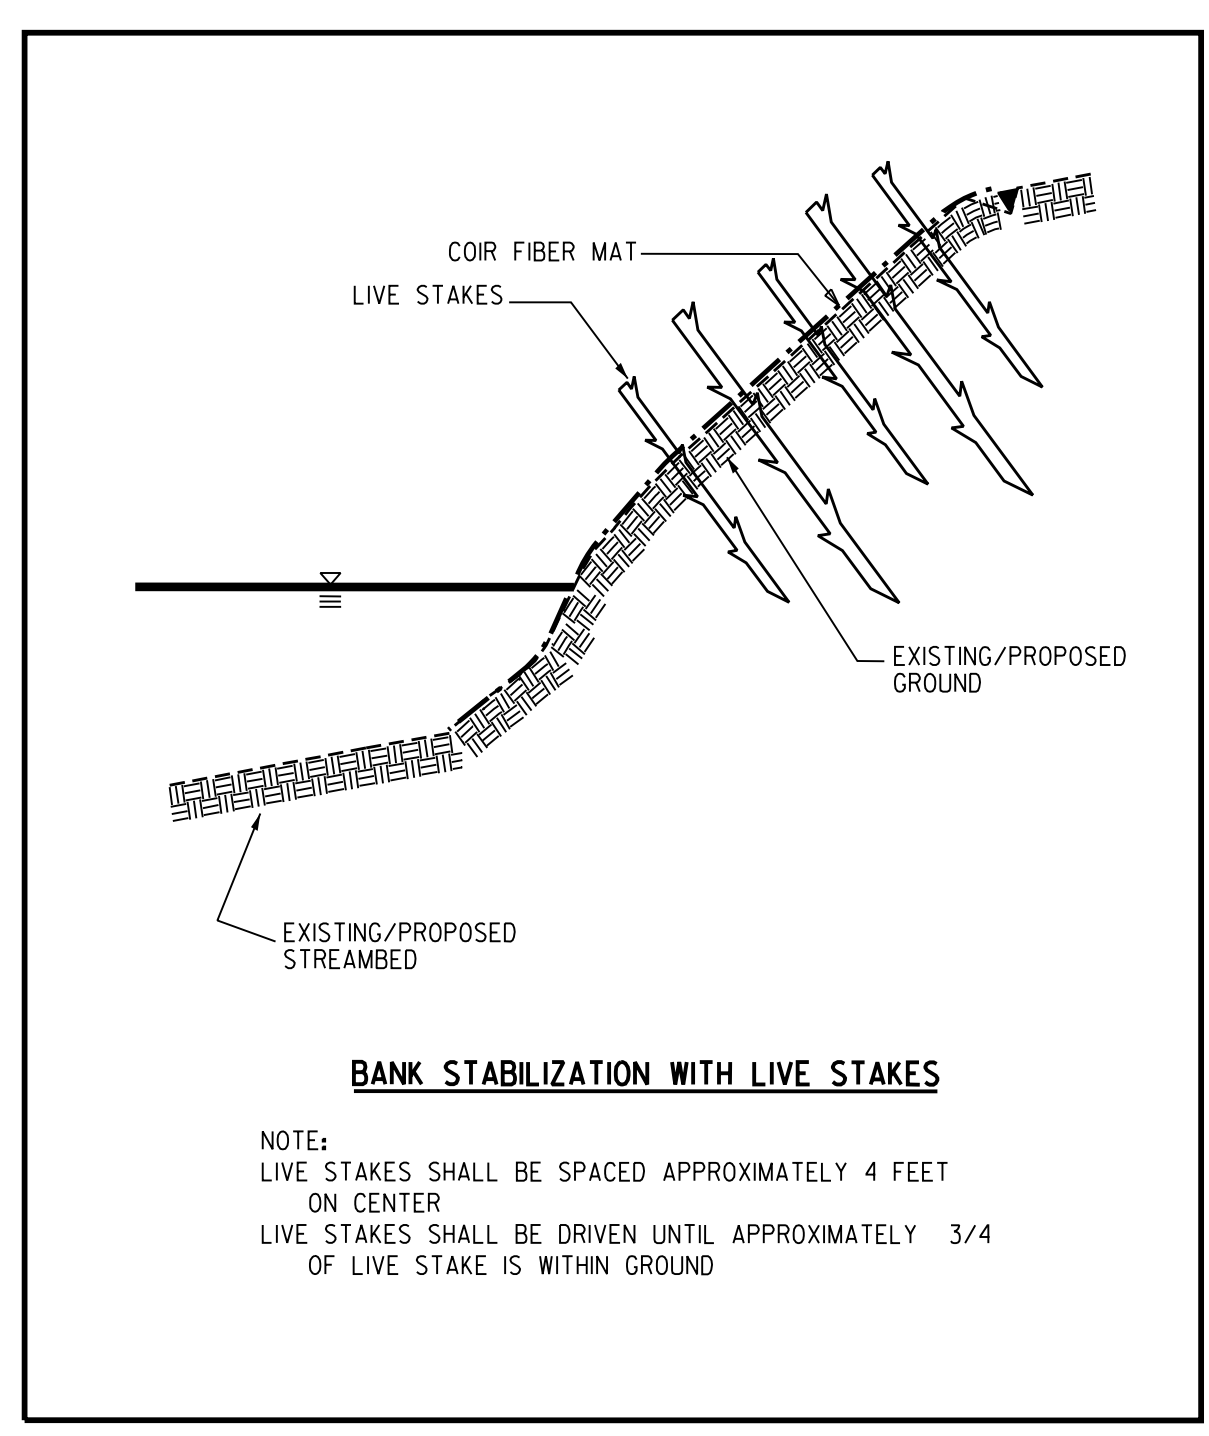 COIR FIBER MAT
LIVE STAKES
EXISTING/PROPOSED
GROUND
EXISTING/PROPOSED
STREAMBED
BANK STABILIZATION WITH LIVE STAKES
NOTE:
LIVE STAKES SHALL BE SPACED APPROXIMATELY 4 FEET
ON CENTER
LIVE STAKES SHALL BE DRIVEN UNTIL APPROXIMATELY 3/4
OF LIVE STAKE IS WITHIN GROUND